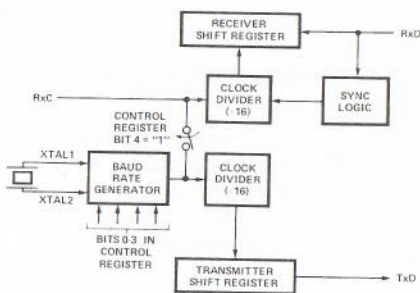 RECEIVER
SHIFT REGISTER
RxD
RxC
CLOCK
DIVIDER
(÷16)
SYNC
LOGIC
CONTROL
REGISTER
BIT 4 = "1"
XTAL1
XTAL2
BAUD
RATE
GENERATOR
CLOCK
DIVIDER
(÷16)
BITS 0-3 IN
CONTROL
REGISTER
TRANSMITTER
SHIFT REGISTER
TxD